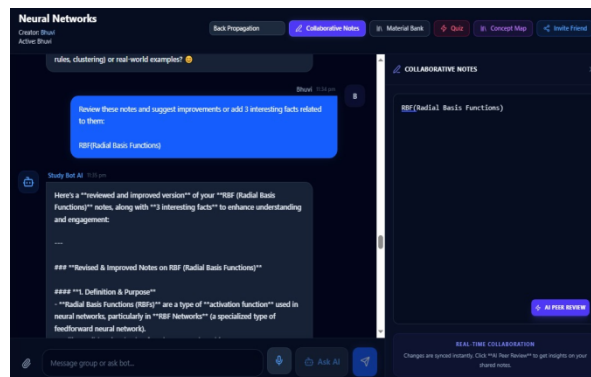 Neural Networks
Creator: Bhuvi
Active: Bhuvi
Back Propagation
Collaborative Notes
Material Bank
Quiz
Concept Map
Invite Friend
rules, clustering) or real-world examples? 😊
Bhuvi
B
Review these notes and suggest improvements or add 3 interesting facts related
to them:
RBF(Radial Basis Functions)
Study Bot AI
Here's a **reviewed and improved version** of your **RBF (Radial Basis
Functions)** notes, along with **3 interesting facts** to enhance understanding
and engagement:
---
### **Revised & Improved Notes on RBF (Radial Basis Functions)**
#### **1. Definition & Purpose**
- **Radial Basis Functions (RBFs)** are a type of **activation function** used in
neural networks, particularly in **RBF Networks** (a specialized type of
feedforward neural network).
Message group or ask bot...
Ask AI
COLLABORATIVE NOTES
RBF(Radial Basis Functions)
AI PEER REVIEW
REAL-TIME COLLABORATION
Changes are synced instantly. Click **AI Peer Review** to get insights on your
shared notes.